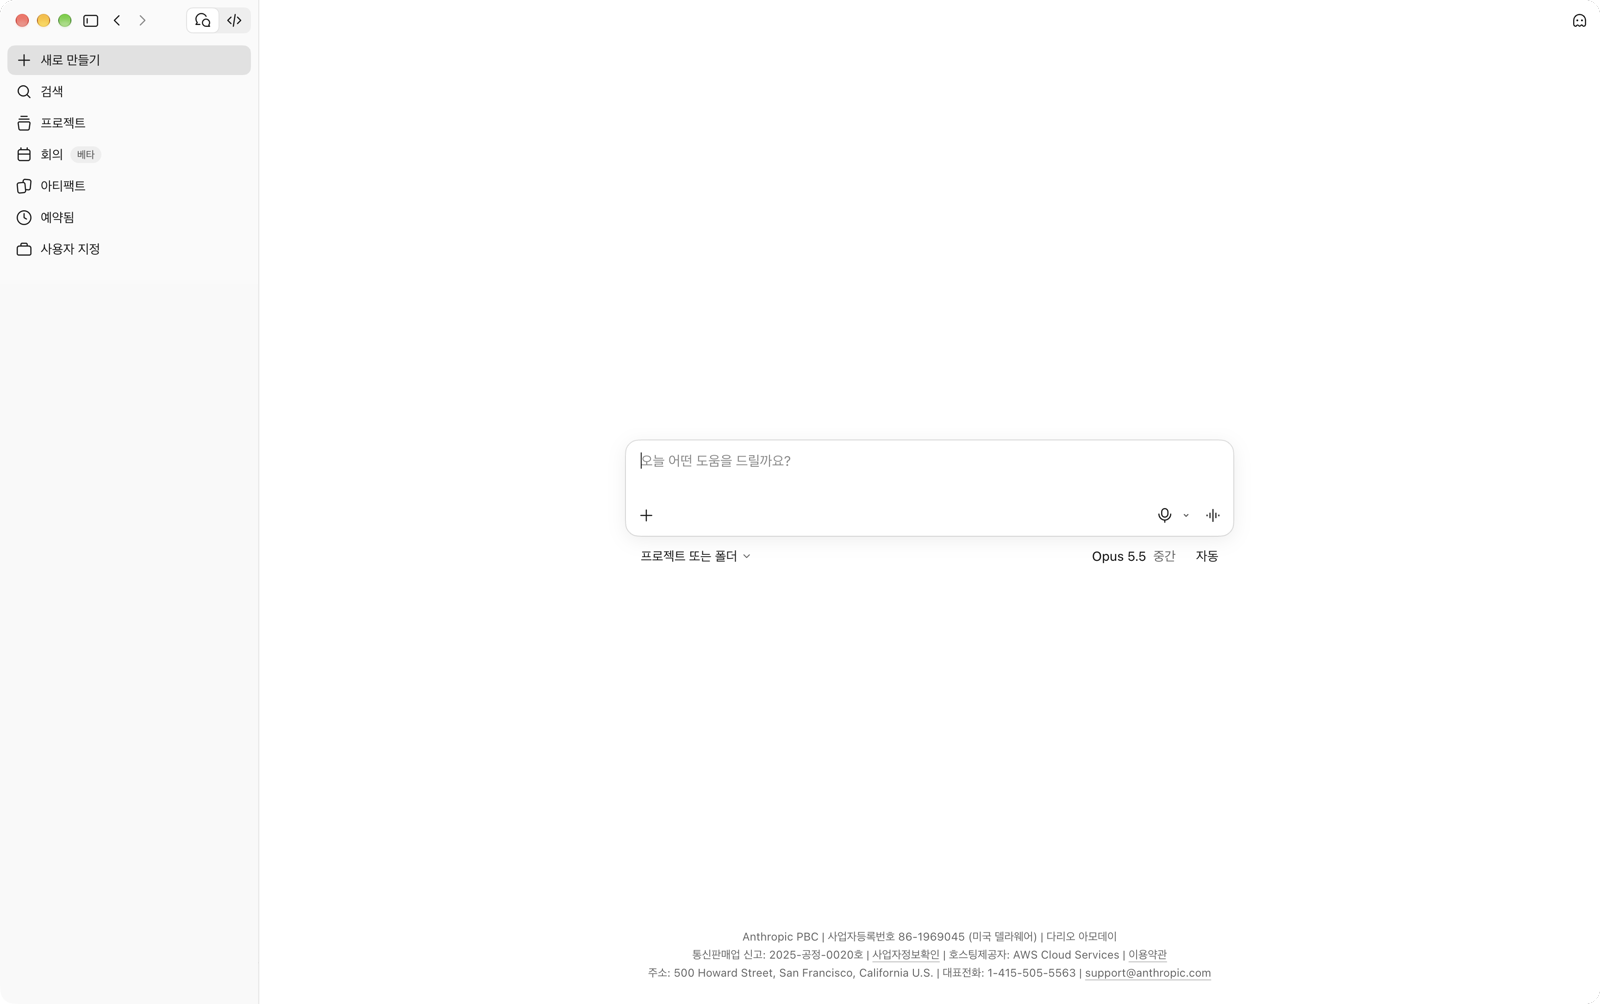 새로 만들기
검색
프로젝트
회의 베타
아티팩트
예약됨
사용자 지정
오늘 어떤 도움을 드릴까요?
프로젝트 또는 폴더
Opus 5.5 중간 자동
Anthropic PBC | 사업자등록번호 86-1969045 (미국 델라웨어) | 다리오 아모데이
통신판매업 신고: 2025-공정-0020호 | 사업자정보확인 | 호스팅제공자: AWS Cloud Services | 이용약관
주소: 500 Howard Street, San Francisco, California U.S. | 대표전화: 1-415-505-5563 | support@anthropic.com